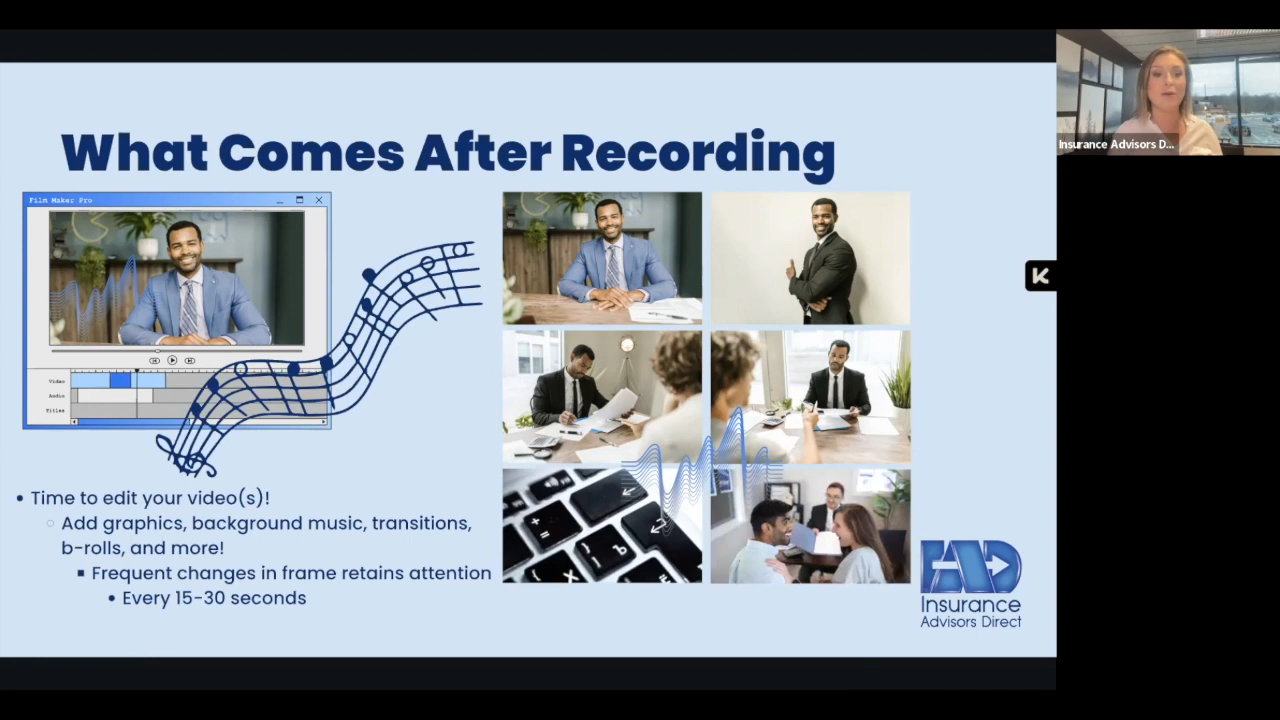 What Comes After Recording
Film Maker Pro
Video
Audio
Titles
Time to edit your video(s)!
Add graphics, background music, transitions,
b-rolls, and more!
Frequent changes in frame retains attention
Every 15-30 seconds
IAD
Insurance
Advisors Direct
Insurance Advisors D...
K